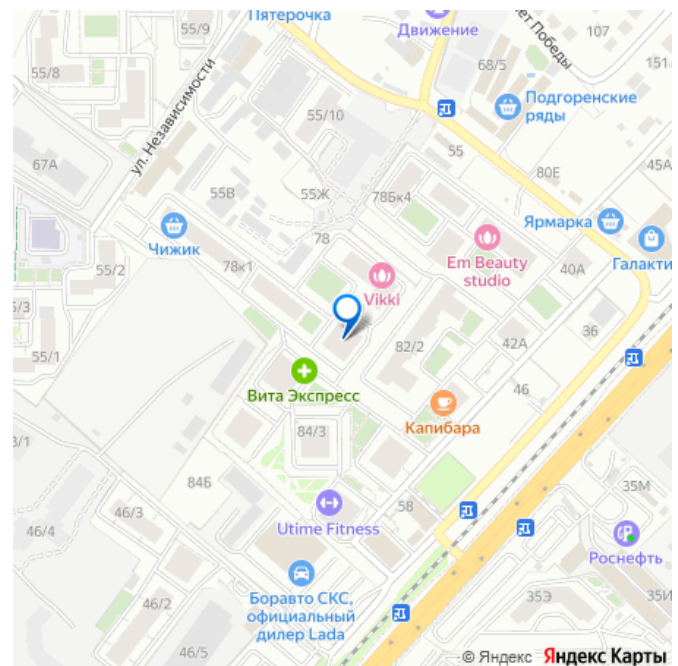 55/9
Пятерочка
Движение
107
ет Победы
68/5
151
55/8
ул. Независимости
Подгоренские
ряды
55/10
55
67А
80Е
45А
55В
55Ж
78Бк4
Ярмарка
Чижик
78
Em Beauty
studio
Галакти
55/2
78к1
40А
Vikki
5/3
36
42А
82/2
55/1
46
Вита Экспресс
Капибара
84/3
3/1
84Б
35М
58
46/3
46/4
Utime Fitness
Роснефть
Боравто СКС,
официальный
дилер Lada
46/2
35Э
35И
46/5
© Яндекс Яндекс Карты